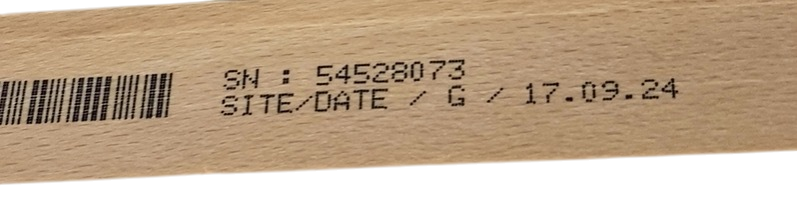 SN : 54528073
SITE/DATE / G / 17.09.24